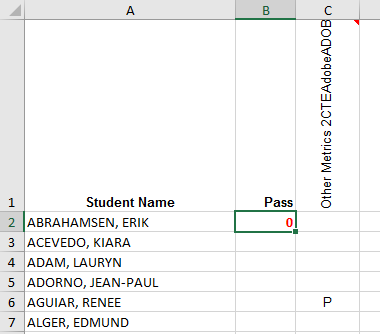 A B C
1 Student Name Pass Other Metrics 2CTEAdobeADOB
2 ABRAHAMSEN, ERIK 0
3 ACEVEDO, KIARA
4 ADAM, LAURYN
5 ADORNO, JEAN-PAUL
6 AGUIAR, RENEE P
7 ALGER, EDMUND